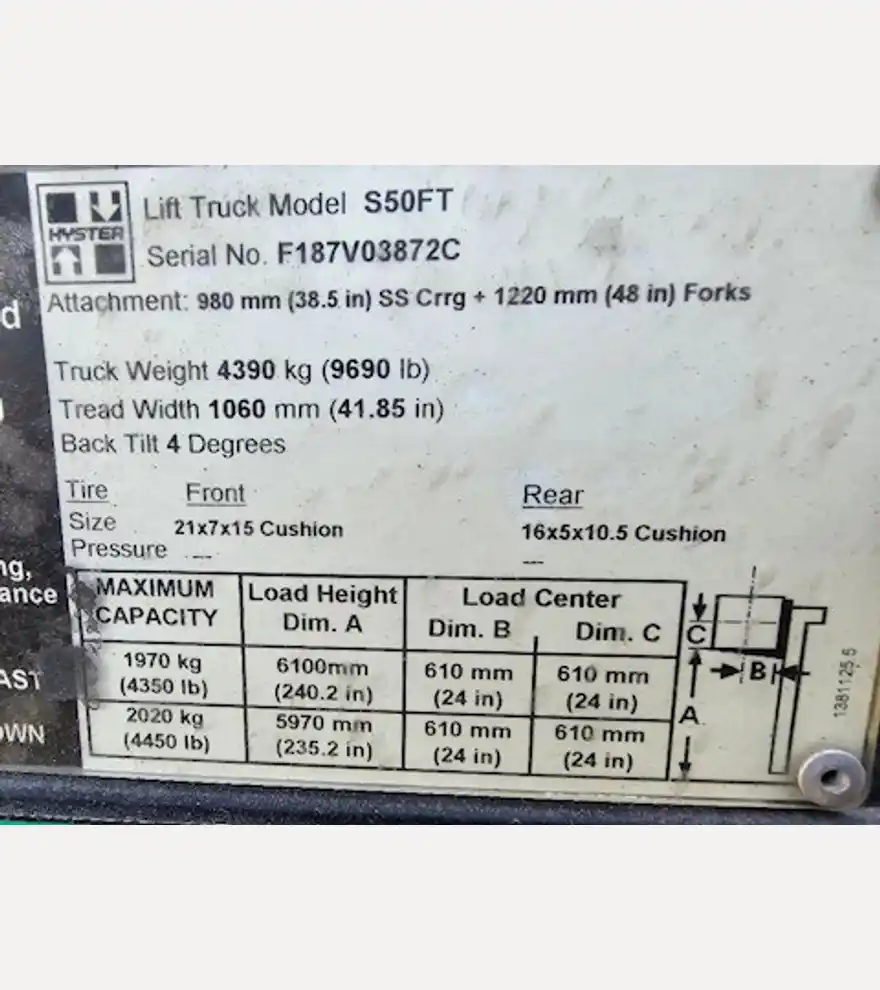 HYSTER
Lift Truck Model S50FT
Serial No. F187V03872C
Attachment: 980 mm (38.5 in) SS Crrg + 1220 mm (48 in) Forks
Truck Weight 4390 kg (9690 lb)
Tread Width 1060 mm (41.85 in)
Back Tilt 4 Degrees
Tire Front Rear
Size 21x7x15 Cushion 16x5x10.5 Cushion
Pressure --- ---
MAXIMUM CAPACITY Load Height Dim. A Load Center Dim. B Dim. C
1970 kg (4350 lb) 6100mm (240.2 in) 610 mm (24 in) 610 mm (24 in)
2020 kg (4450 lb) 5970 mm (235.2 in) 610 mm (24 in) 610 mm (24 in)
C
B
A
1381125 5
d
ng,
ance
AST
OWN